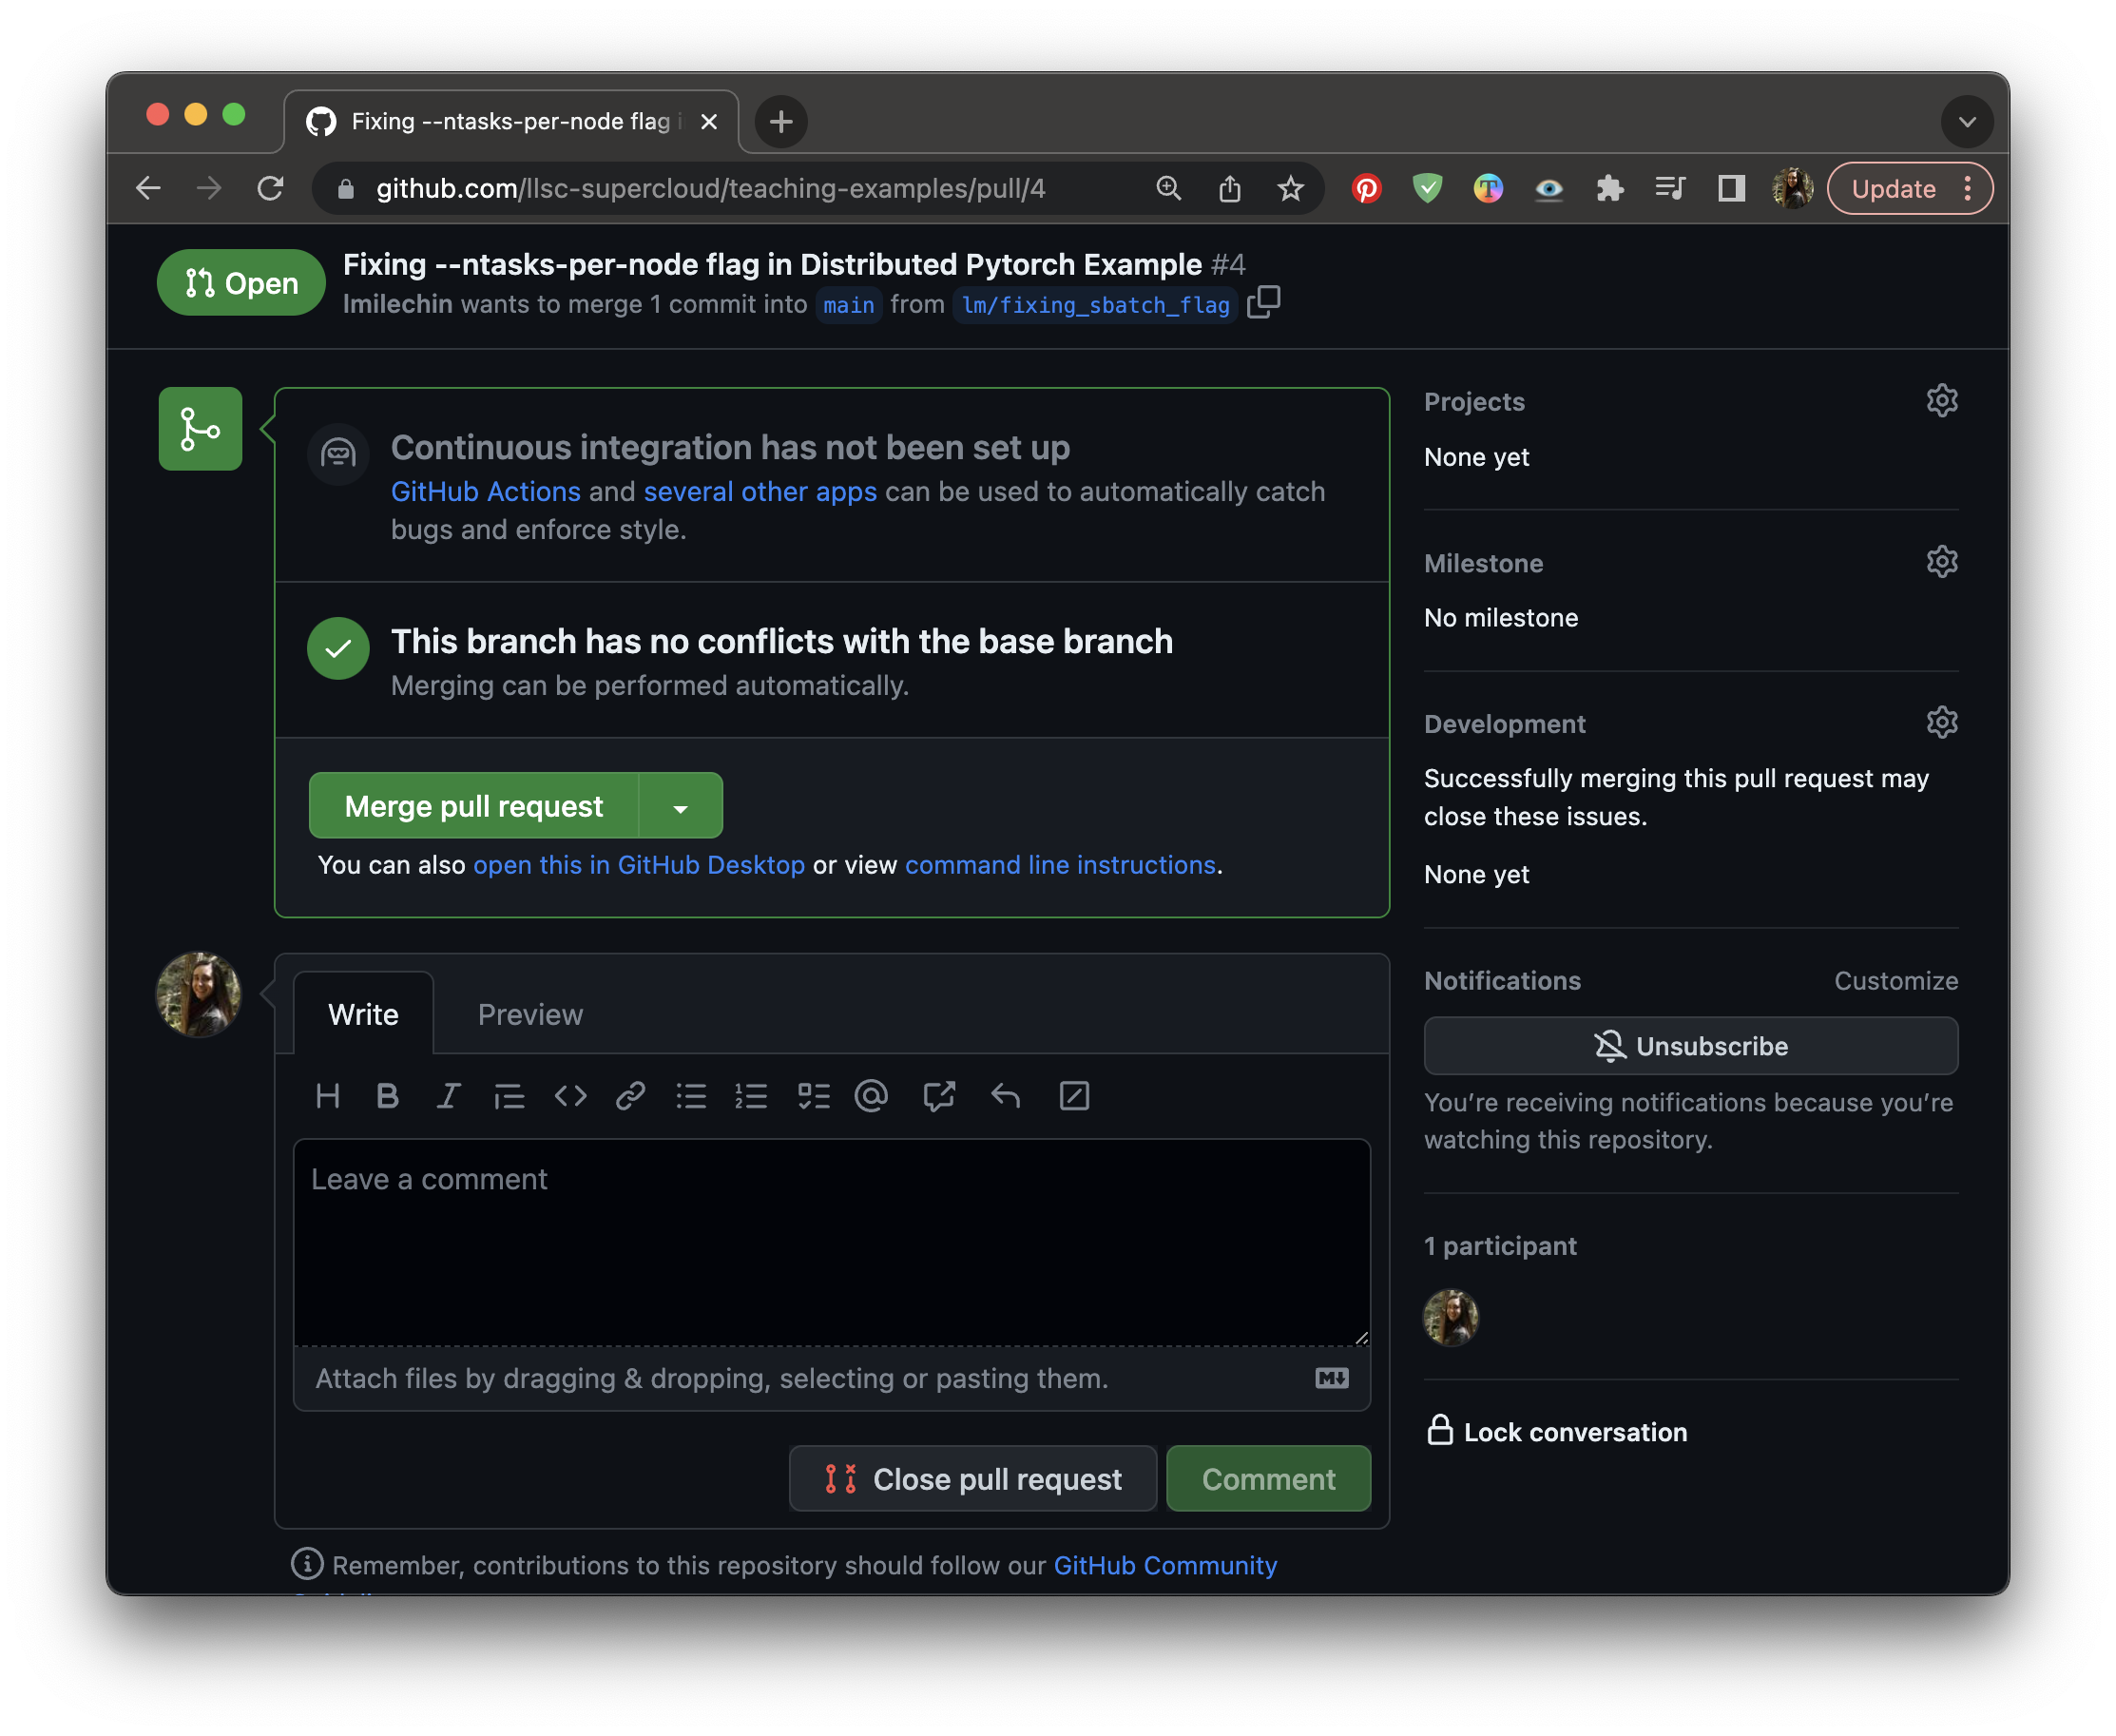 Fixing --ntasks-per-node flag i
github.com/llsc-supercloud/teaching-examples/pull/4
Update
Open
Fixing --ntasks-per-node flag in Distributed Pytorch Example #4
lmilechin wants to merge 1 commit into main from lm/fixing_sbatch_flag
Continuous integration has not been set up
GitHub Actions and several other apps can be used to automatically catch
bugs and enforce style.
This branch has no conflicts with the base branch
Merging can be performed automatically.
Merge pull request
You can also open this in GitHub Desktop or view command line instructions.
Write
Preview
Leave a comment
Attach files by dragging & dropping, selecting or pasting them.
Close pull request
Comment
Remember, contributions to this repository should follow our GitHub Community
Projects
None yet
Milestone
No milestone
Development
Successfully merging this pull request may
close these issues.
None yet
Notifications
Customize
Unsubscribe
You’re receiving notifications because you’re
watching this repository.
1 participant
Lock conversation